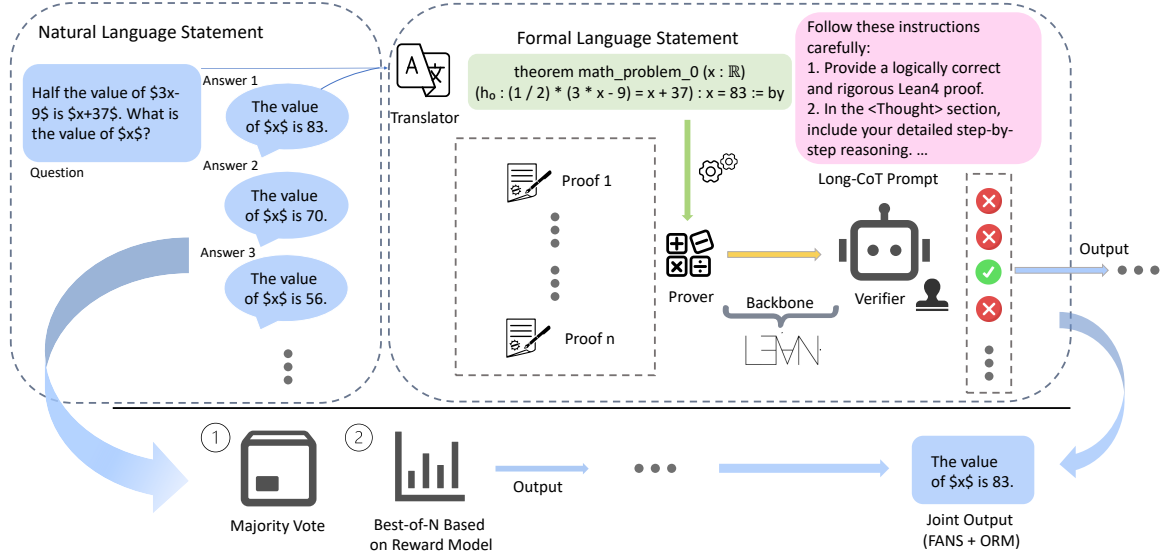 Natural Language Statement
Half the value of $3x-
9$ is $x+37$. What is
the value of $x$?
Question
Answer 1
The value
of $x$ is 83.
Answer 2
The value
of $x$ is 70.
Answer 3
The value
of $x$ is 56.
A
文
Translator
Formal Language Statement
theorem math_problem_0 (x : ℝ)
(h₀ : (1 / 2) * (3 * x - 9) = x + 37) : x = 83 := by
Follow these instructions
carefully:
1. Provide a logically correct
and rigorous Lean4 proof.
2. In the <Thought> section,
include your detailed step-by-
step reasoning. …
Long-CoT Prompt
Proof 1
Proof n
Prover
Backbone
LEAN
Verifier
Output
1
Majority Vote
2
Best-of-N Based
on Reward Model
Output
The value
of $x$ is 83.
Joint Output
(FANS + ORM)